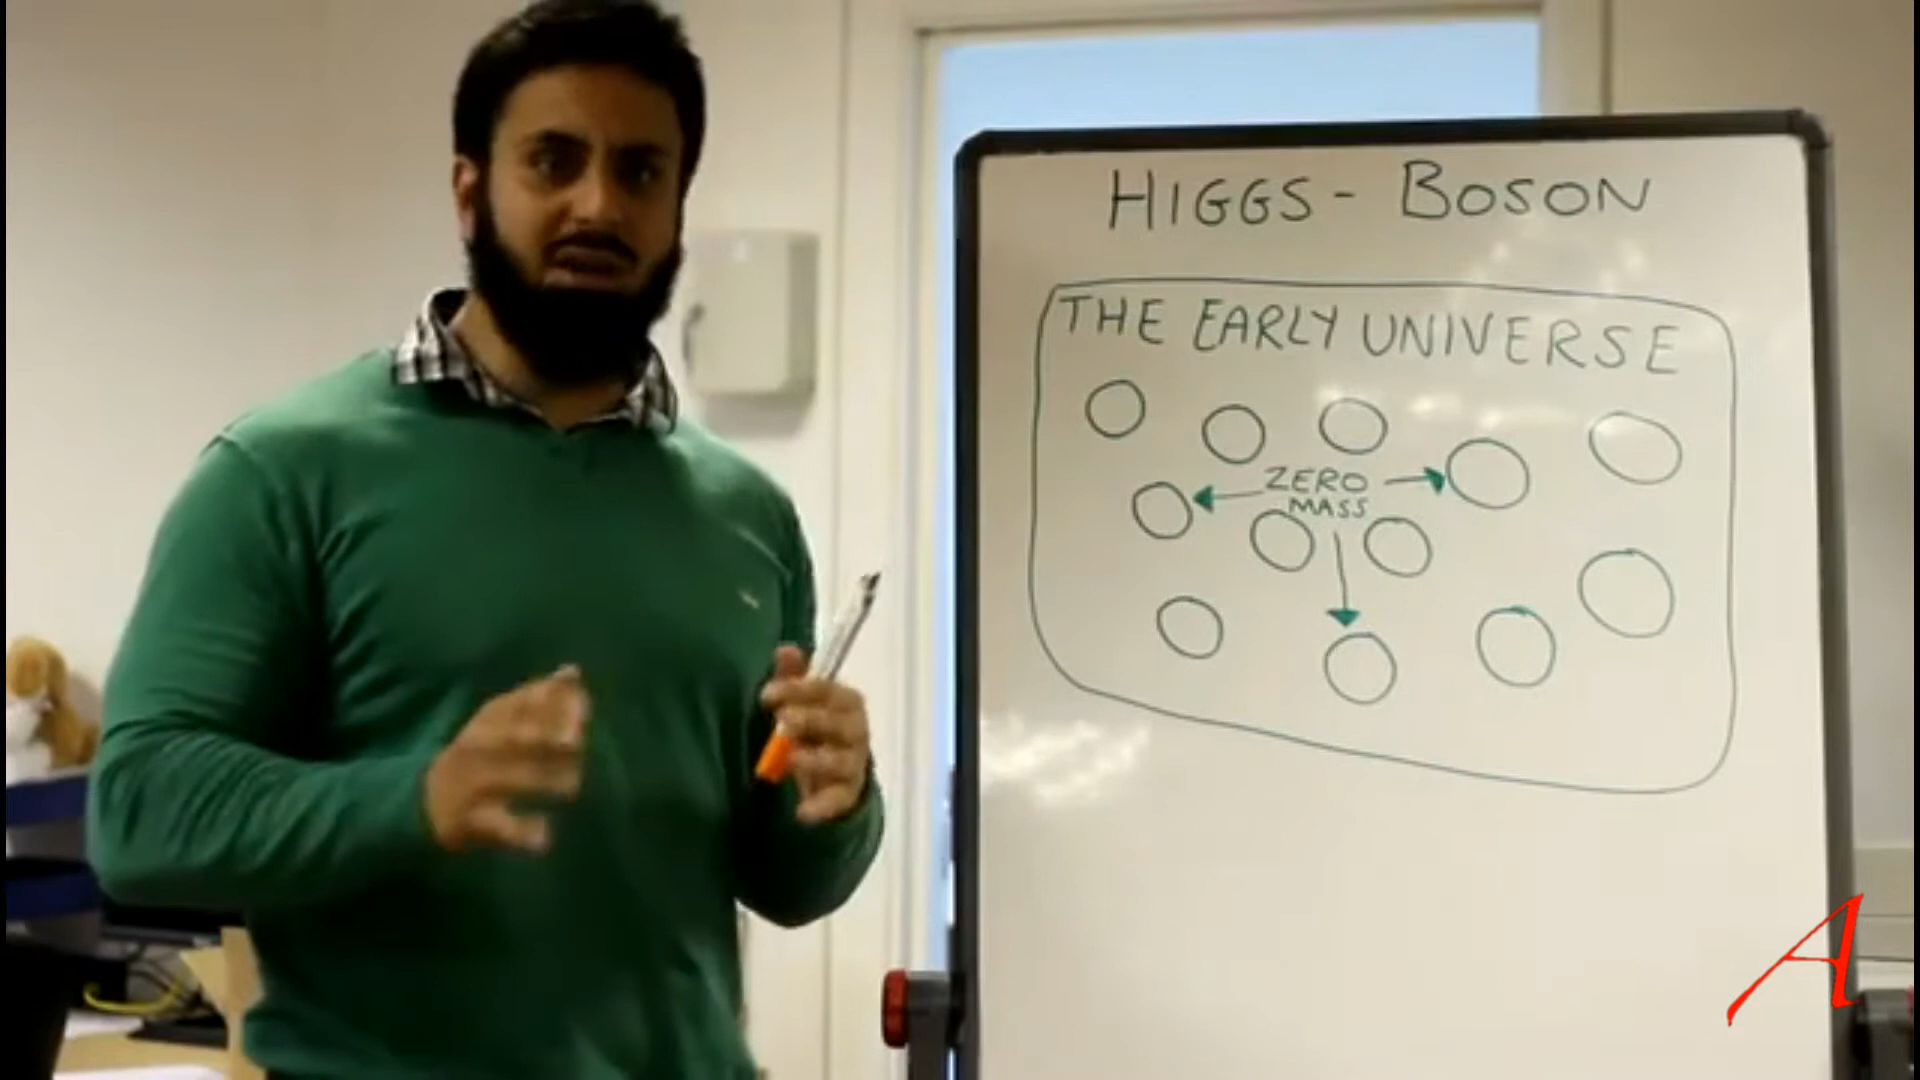 HIGGS - BOSON
THE EARLY UNIVERSE
ZERO
MASS
A